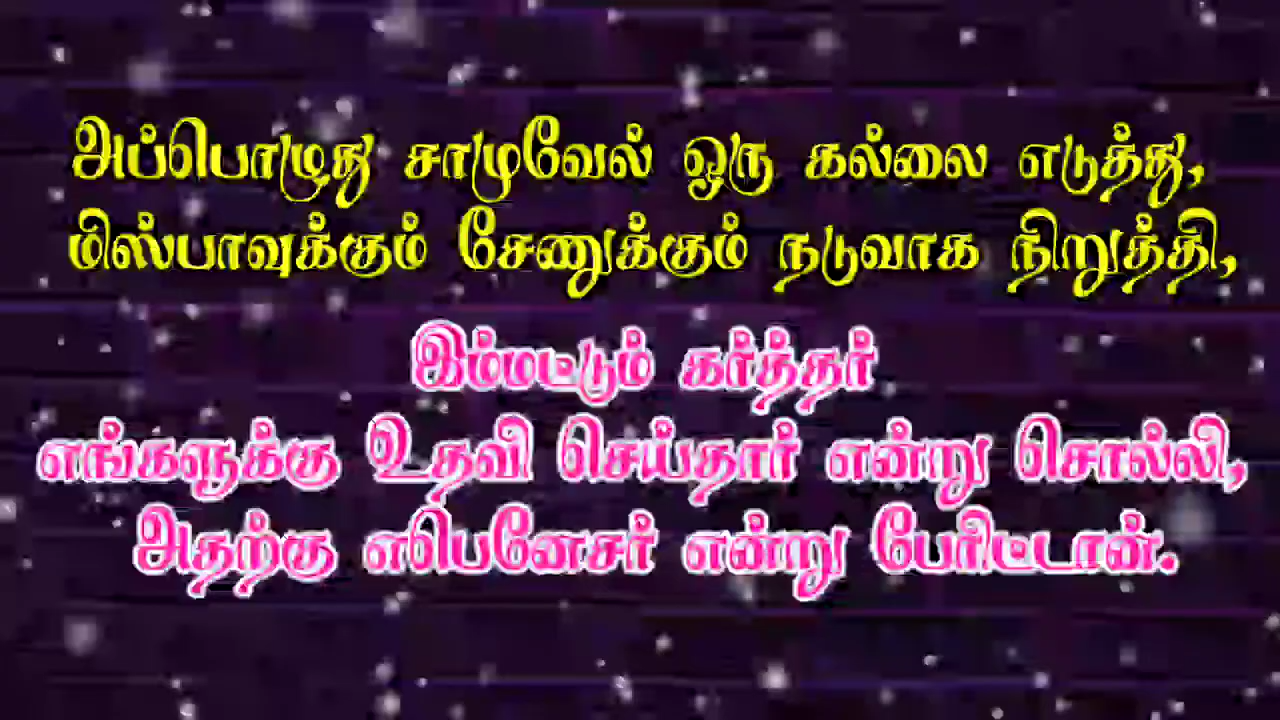 அப்பொழுது சாமுவேல் ஒரு கல்லை எடுத்து,
மிஸ்பாவுக்கும் சேணுக்கும் நடுவாக நிறுத்தி,
இம்மட்டும் கர்த்தர்
எங்களுக்கு உதவி செய்தார் என்று சொல்லி,
அதற்கு எபெனேசர் என்று பேரிட்டான்.